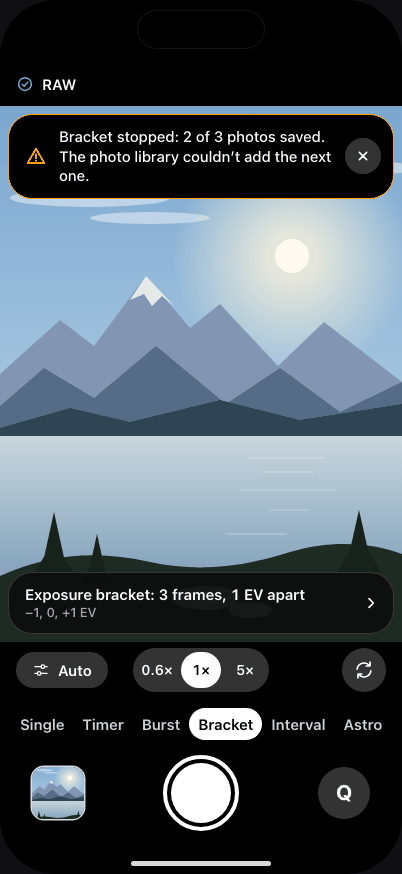 RAW
Bracket stopped: 2 of 3 photos saved.
The photo library couldn’t add the next
one.
Exposure bracket: 3 frames, 1 EV apart
−1, 0, +1 EV
Auto
0.6× 1× 5×
Single Timer Burst Bracket Interval Astro
Q